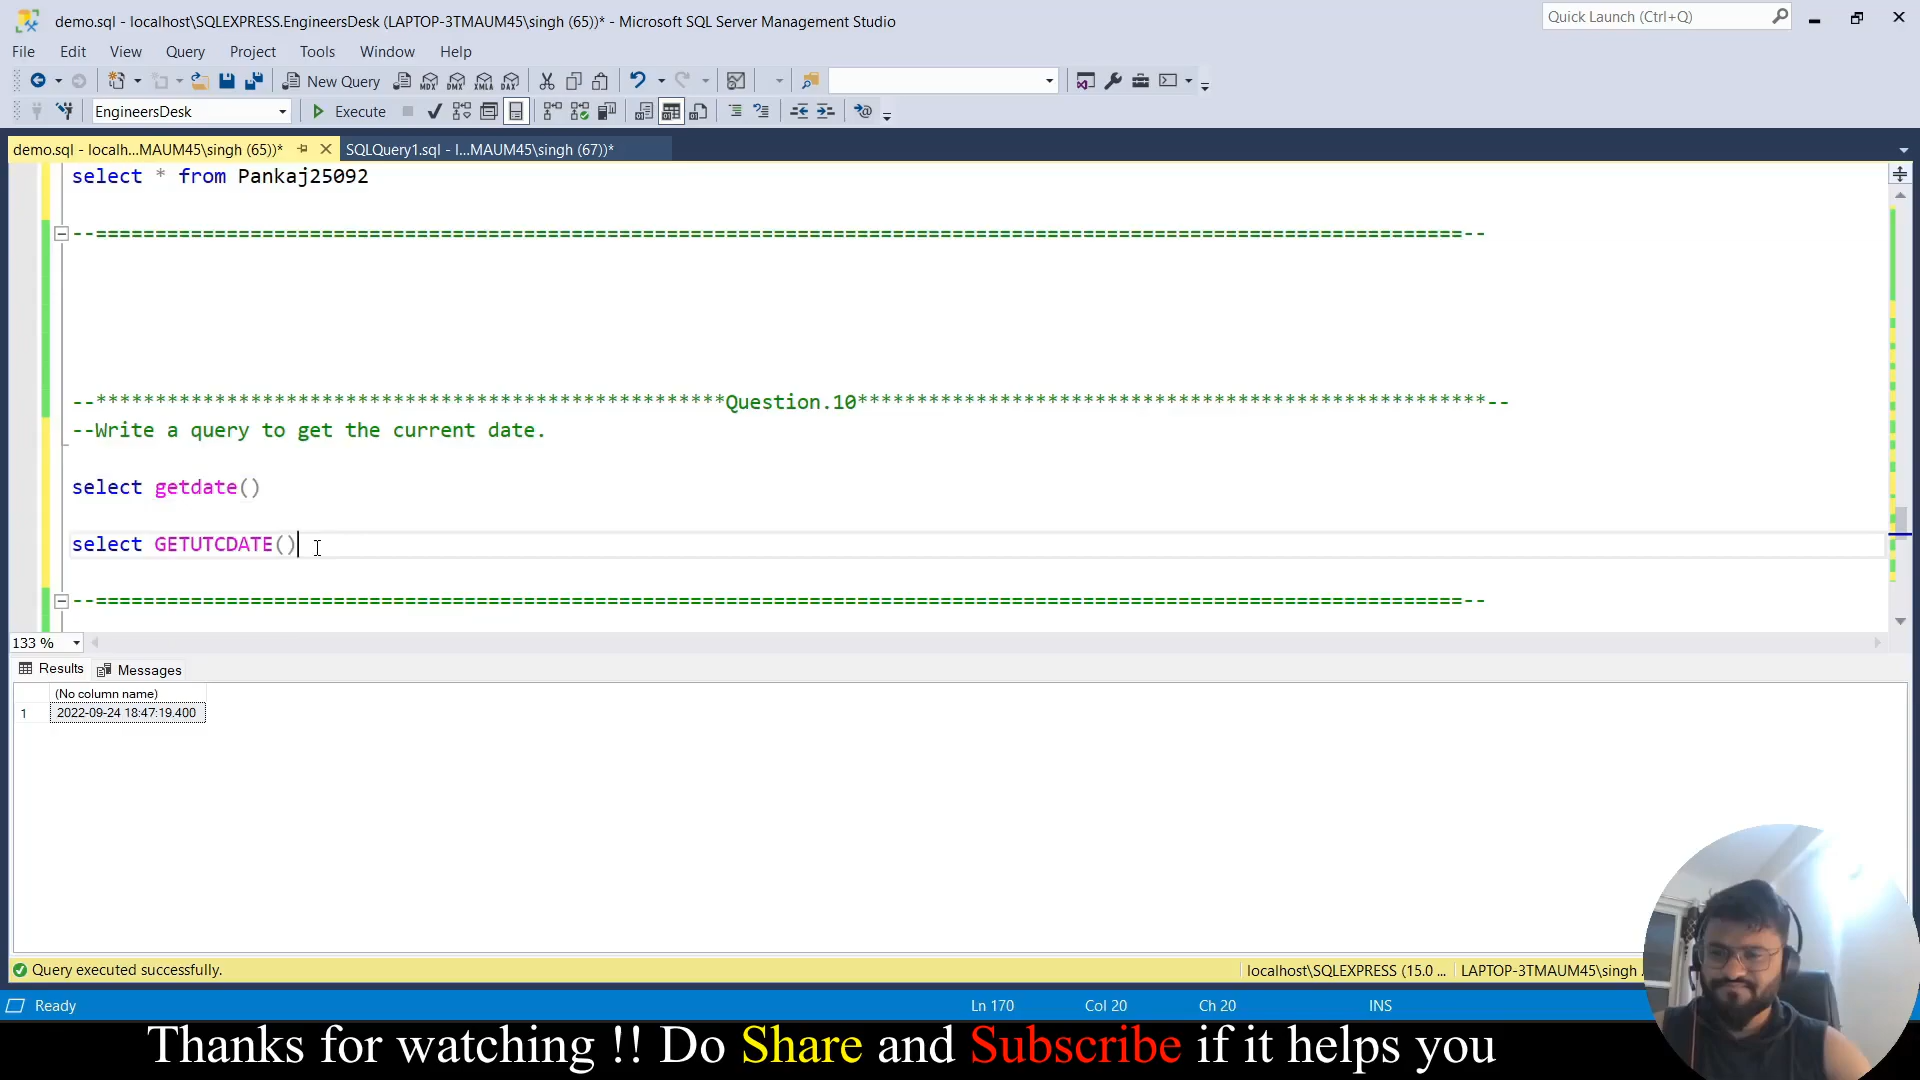 demo.sql - localhost\SQLEXPRESS.EngineersDesk (LAPTOP-3TMAUM45\singh (65))* - Microsoft SQL Server Management Studio
Quick Launch (Ctrl+Q)
File Edit View Query Project Tools Window Help
New Query MDX DMX XMLA DAX
EngineersDesk Execute
demo.sql - localh...MAUM45\singh (65))* SQLQuery1.sql - l...MAUM45\singh (67))*
select * from Pankaj25092
--===================================================================================================================--
--*****************************************************Question.10*****************************************************--
--Write a query to get the current date.
select getdate()
select GETUTCDATE()
--===================================================================================================================--
133 %
Results Messages
(No column name)
1 2022-09-24 18:47:19.400
Query executed successfully. localhost\SQLEXPRESS (15.0 ... LAPTOP-3TMAUM45\singh
Ready Ln 170 Col 20 Ch 20 INS
Thanks for watching !! Do Share and Subscribe if it helps you